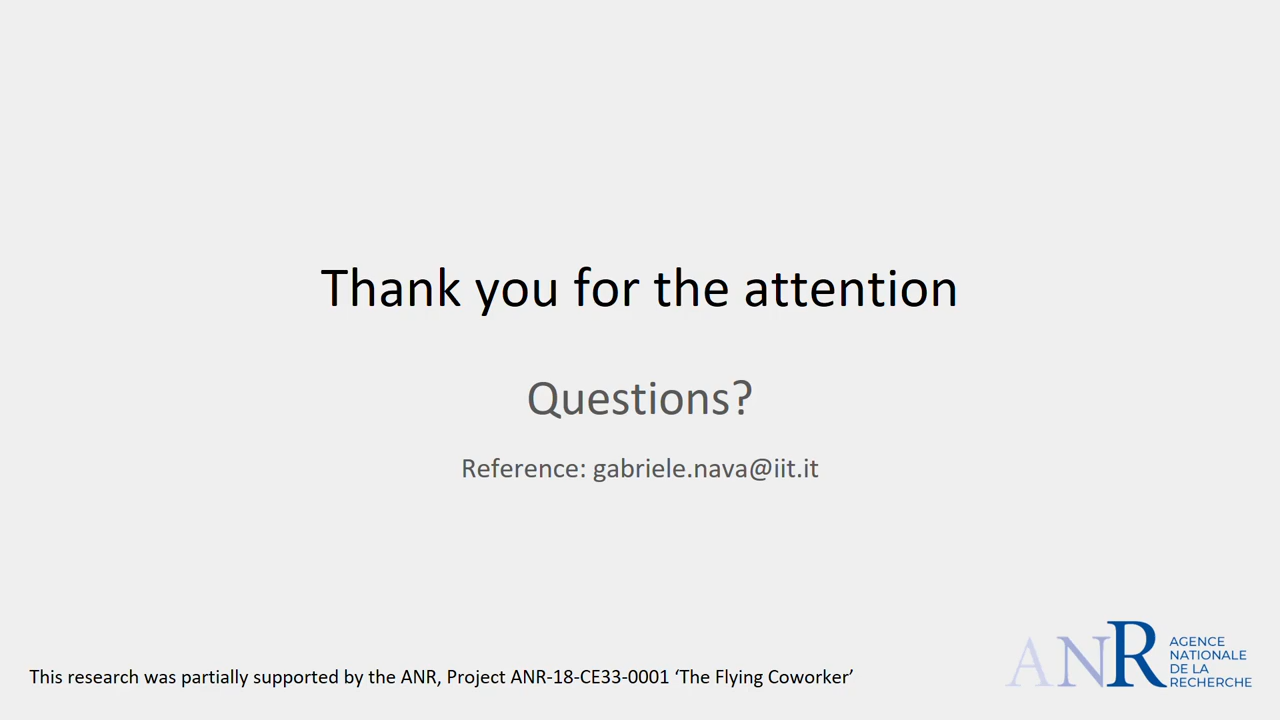 Thank you for the attention
Questions?
Reference: gabriele.nava@iit.it
This research was partially supported by the ANR, Project ANR-18-CE33-0001 ‘The Flying Coworker’
ANR
AGENCE
NATIONALE
DE LA
RECHERCHE